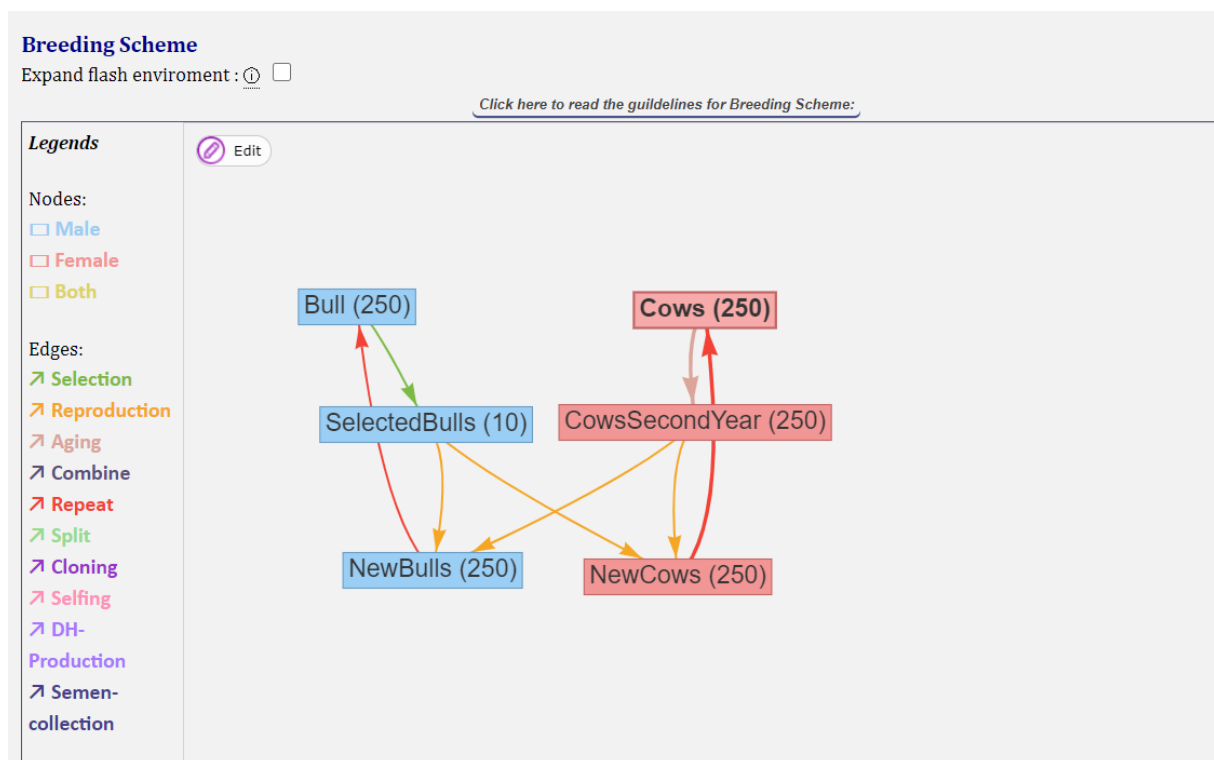 Breeding Scheme
Expand flash enviroment : ⓘ
Click here to read the guildelines for Breeding Scheme:
Legends
Edit
Nodes:
Male
Female
Both
Edges:
Selection
Reproduction
Aging
Combine
Repeat
Split
Cloning
Selfing
DH-
Production
Semen-
collection
Bull (250)
Cows (250)
SelectedBulls (10)
CowsSecondYear (250)
NewBulls (250)
NewCows (250)